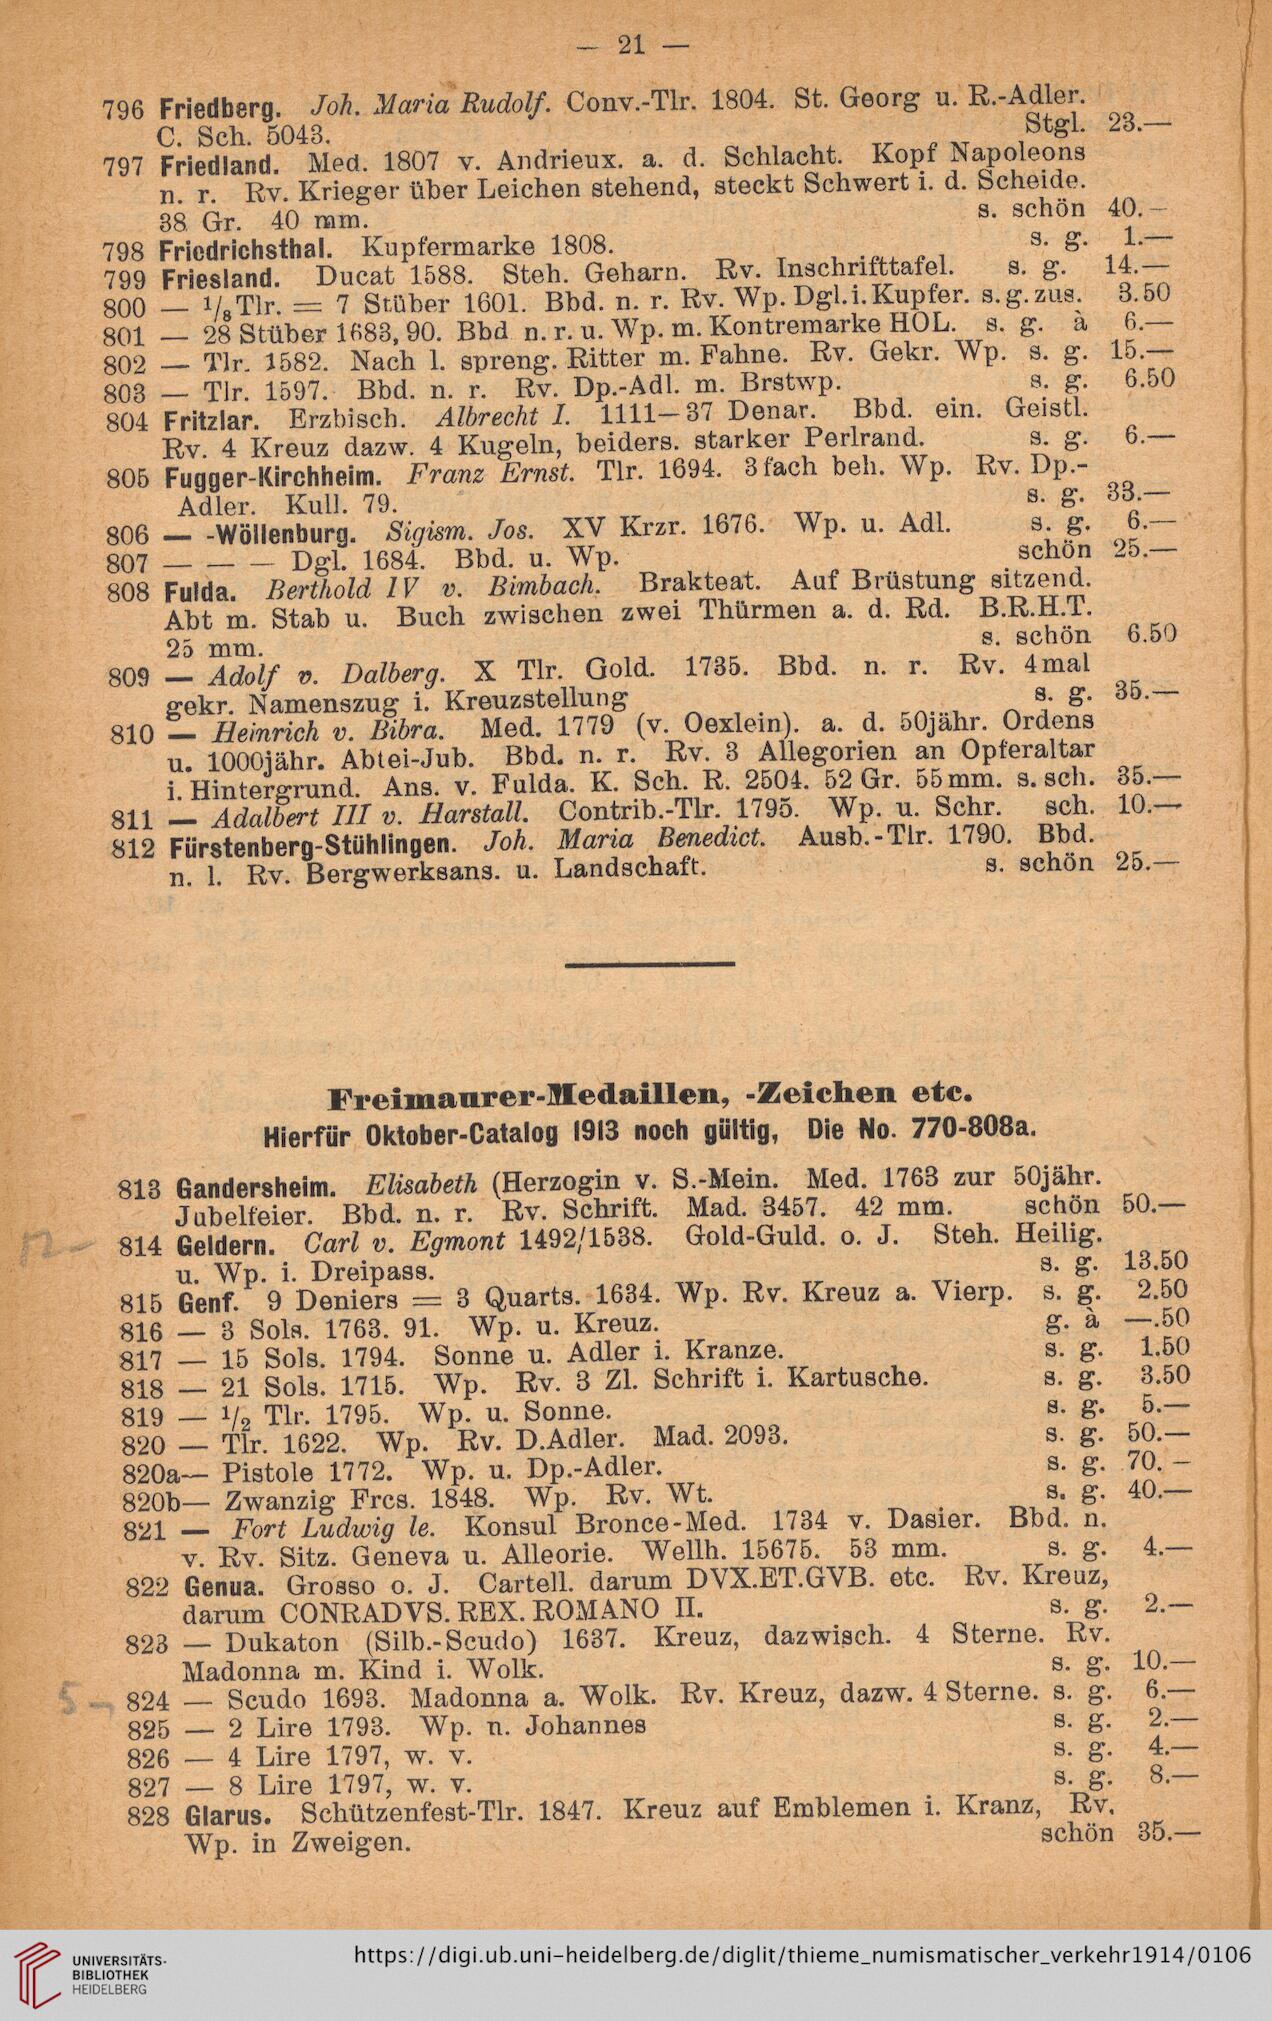 — 21 —
796 Friedberg. Joh. Maria Rudolf. Conv.-Tlr. 1804. St. Georg u. R.-Adler.
C. Sch. 5043. Stgl. 23.—
797 Friedland. Med. 1807 v. Andrieux. a. d. Schlacht. Kopf Napoleons
n. r. Rv. Krieger über Leichen stehend, steckt Schwert i. d. Scheide.
38 Gr. 40 mm. s. schön 40.—
798 Friedrichsthal. Kupfermarke 1808. s. g. 1.—
799 Friesland. Ducat 1588. Steh. Geharn. Rv. Inschrifttafel. s. g. 14.—
800 — 1/8 Tlr. = 7 Stüber 1601. Bbd. n. r. Rv. Wp. Dgl. i. Kupfer. s. g. zus. 3.50
801 — 28 Stüber 1683, 90. Bbd n. r. u. Wp. m. Kontremarke HOL. s. g. à 6.—
802 — Tlr. 1582. Nach l. spreng. Ritter m. Fahne. Rv. Gekr. Wp. s. g. 15.—
803 — Tlr. 1597. Bbd. n. r. Rv. Dp.-Adl. m. Brstwp. s. g. 6.50
804 Fritzlar. Erzbisch. Albrecht I. 1111—37 Denar. Bbd. ein. Geistl.
Rv. 4 Kreuz dazw. 4 Kugeln, beiders. starker Perlrand. s. g. 6.—
805 Fugger-Kirchheim. Franz Ernst. Tlr. 1694. 3fach beh. Wp. Rv. Dp.-
Adler. Kull. 79. s. g. 33.—
806 — -Wöllenburg. Sigism. Jos. XV Krzr. 1676. Wp. u. Adl. s. g. 6.—
807 — — — Dgl. 1684. Bbd. u. Wp. schön 25.—
808 Fulda. Berthold IV v. Bimbach. Brakteat. Auf Brüstung sitzend.
Abt m. Stab u. Buch zwischen zwei Thürmen a. d. Rd. B.R.H.T.
25 mm. s. schön 6.50
809 — Adolf v. Dalberg. X Tlr. Gold. 1735. Bbd. n. r. Rv. 4mal
gekr. Namenszug i. Kreuzstellung s. g. 35.—
810 — Heinrich v. Bibra. Med. 1779 (v. Oexlein). a. d. 50jähr. Ordens
u. 1000jähr. Abtei-Jub. Bbd. n. r. Rv. 3 Allegorien an Opferaltar
i. Hintergrund. Ans. v. Fulda. K. Sch. R. 2504. 52 Gr. 55 mm. s. sch. 35.—
811 — Adalbert III v. Harstall. Contrib.-Tlr. 1795. Wp. u. Schr. sch. 10.—
812 Fürstenberg-Stühlingen. Joh. Maria Benedict. Ausb.-Tlr. 1790. Bbd.
n. l. Rv. Bergwerksans. u. Landschaft. s. schön 25.—
Freimaurer-Medaillen, -Zeichen etc.
Hierfür Oktober-Catalog 1913 noch gültig, Die No. 770-808a.
813 Gandersheim. Elisabeth (Herzogin v. S.-Mein. Med. 1763 zur 50jähr.
Jubelfeier. Bbd. n. r. Rv. Schrift. Mad. 3457. 42 mm. schön 50.—
12— 814 Geldern. Carl v. Egmont 1492/1538. Gold-Guld. o. J. Steh. Heilig.
u. Wp. i. Dreipass. s. g. 13.50
815 Genf. 9 Deniers = 3 Quarts. 1634. Wp. Rv. Kreuz a. Vierp. s. g. 2.50
816 — 3 Sols. 1763. 91. Wp. u. Kreuz. g. à —.50
817 — 15 Sols. 1794. Sonne u. Adler i. Kranze. s. g. 1.50
818 — 21 Sols. 1715. Wp. Rv. 3 Zl. Schrift i. Kartusche. s. g. 3.50
819 — 1/2 Tlr. 1795. Wp. u. Sonne. s. g. 5.—
820 — Tlr. 1622. Wp. Rv. D.Adler. Mad. 2093. s. g. 50.—
820a— Pistole 1772. Wp. u. Dp.-Adler. s. g. 70.—
820b— Zwanzig Frcs. 1848. Wp. Rv. Wt. s. g. 40.—
821 — Fort Ludwig le. Konsul Bronce-Med. 1734 v. Dasier. Bbd. n.
v. Rv. Sitz. Geneva u. Alleorie. Wellh. 15675. 53 mm. s. g. 4.—
822 Genua. Grosso o. J. Cartell. darum DVX.ET.GVB. etc. Rv. Kreuz,
darum CONRADVS. REX. ROMANO II. s. g. 2.—
823 — Dukaton (Silb.-Scudo) 1637. Kreuz, dazwisch. 4 Sterne. Rv.
Madonna m. Kind i. Wolk. s. g. 10.—
5— 824 — Scudo 1693. Madonna a. Wolk. Rv. Kreuz, dazw. 4 Sterne. s. g. 6.—
825 — 2 Lire 1793. Wp. n. Johannes s. g. 2.—
826 — 4 Lire 1797, w. v. s. g. 4.—
827 — 8 Lire 1797, w. v. s. g. 8.—
828 Glarus. Schützenfest-Tlr. 1847. Kreuz auf Emblemen i. Kranz, Rv.
Wp. in Zweigen. schön 35.—
UNIVERSITÄTS-
BIBLIOTHEK
HEIDELBERG
https://digi.ub.uni-heidelberg.de/diglit/thieme_numismatischer_verkehr1914/0106